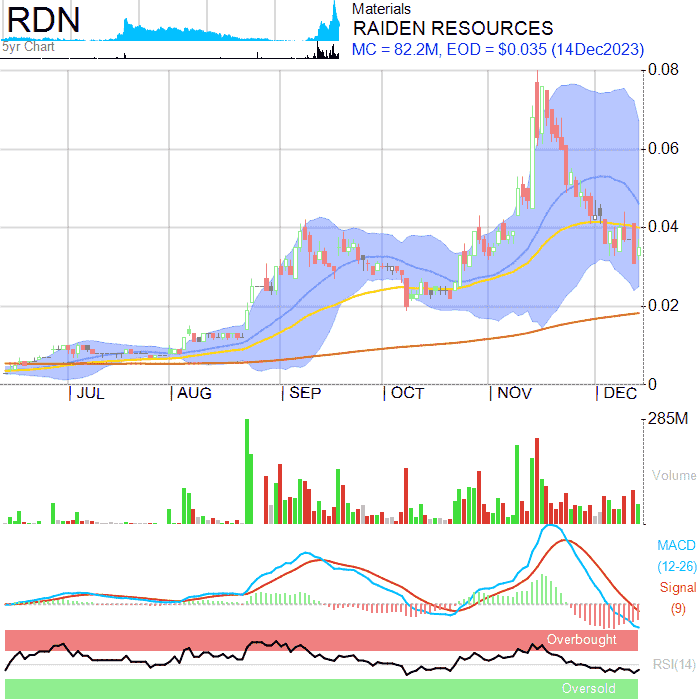 RDN
5yr Chart
Materials
RAIDEN RESOURCES
MC = 82.2M, EOD = $0.035 (14Dec2023)
0.08
0.06
0.04
0.02
0
JUL AUG SEP OCT NOV DEC
285M
Volume
MACD
(12-26)
Signal
(9)
Overbought
RSI(14)
Oversold